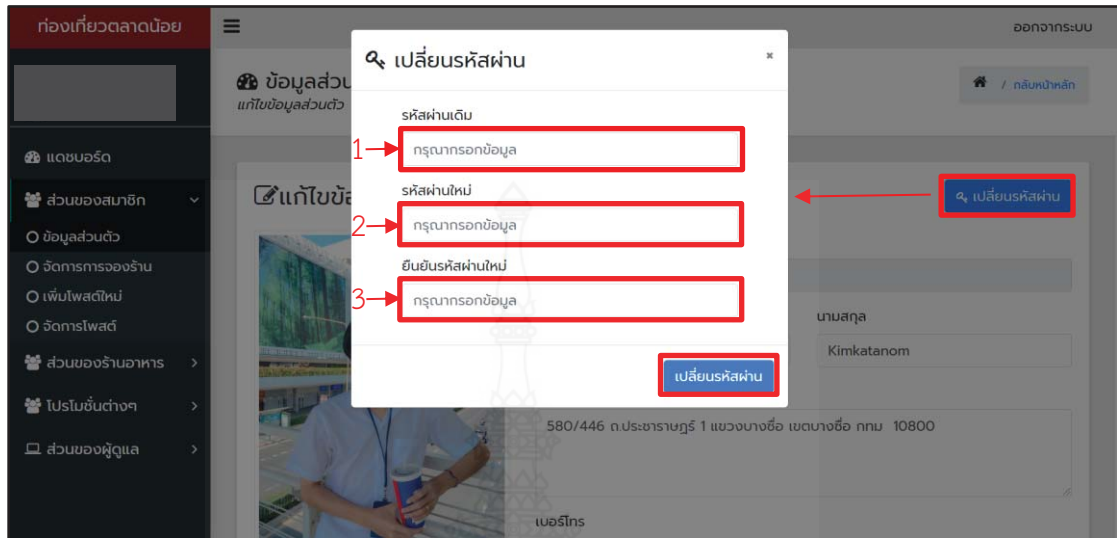 ท่องเที่ยวตลาดน้อย
ออกจากระบบ
เปลี่ยนรหัสผ่าน
×
ข้อมูลส่วน
แก้ไขข้อมูลส่วนตัว
/ กลับหน้าหลัก
รหัสผ่านเดิม
1
กรุณากรอกข้อมูล
แดชบอร์ด
ส่วนของสมาชิก
แก้ไขข้
รหัสผ่านใหม่
เปลี่ยนรหัสผ่าน
2
กรุณากรอกข้อมูล
ข้อมูลส่วนตัว
จัดการการจองร้าน
ยืนยันรหัสผ่านใหม่
3
กรุณากรอกข้อมูล
เพิ่มโพสต์ใหม่
จัดการโพสต์
นามสกุล
Kimkatanom
ส่วนของร้านอาหาร
เปลี่ยนรหัสผ่าน
โปรโมชั่นต่างๆ
580/446 ถ.ประชาราษฎร์ 1 แขวงบางซื่อ เขตบางซื่อ กทม 10800
ส่วนของผู้ดูแล
เบอร์โทร